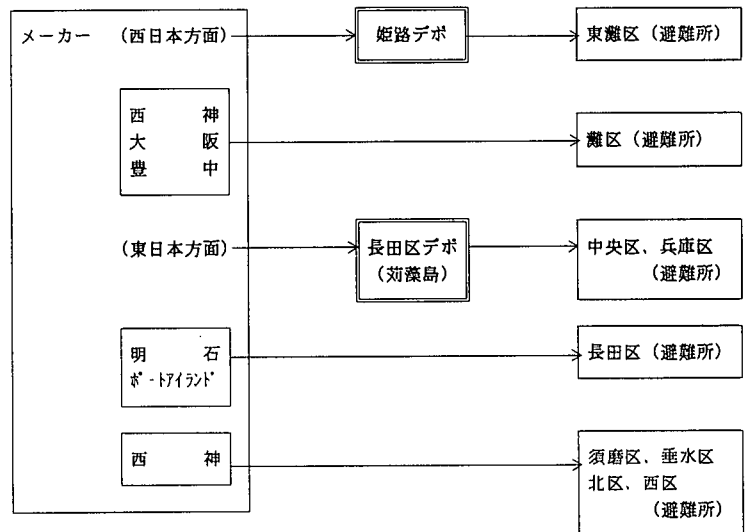 メーカー (西日本方面) 姫路デポ 東灘区(避難所)
西 神
大 阪
豊 中
灘区(避難所)
(東日本方面) 長田区デポ
(苅藻島)
中央区、兵庫区
(避難所)
明 石
ポートアイランド
長田区(避難所)
西 神
須磨区、垂水区
北区、西区
(避難所)